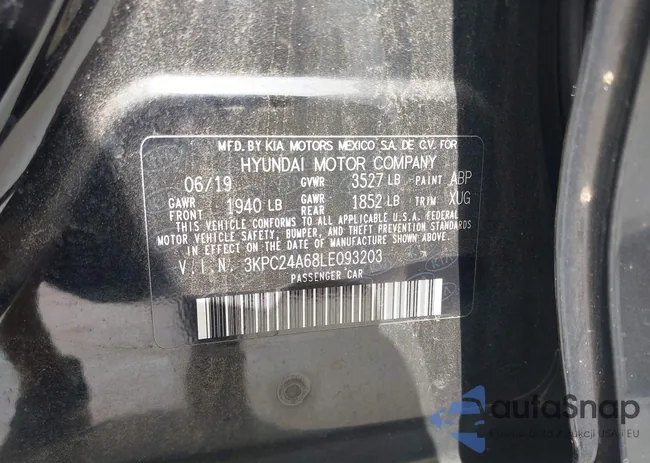 MFD. BY KIA MOTORS MEXICO S.A. DE C.V. FOR
HYUNDAI MOTOR COMPANY
06/19 GVWR 3527 LB PAINT ABP
GAWR FRONT 1940 LB GAWR REAR 1852 LB TRIM XUG
THIS VEHICLE CONFORMS TO ALL APPLICABLE U.S.A. FEDERAL
MOTOR VEHICLE SAFETY, BUMPER, AND THEFT PREVENTION STANDARDS
IN EFFECT ON THE DATE OF MANUFACTURE SHOWN ABOVE.
V.I.N. 3KPC24A68LE093203
PASSENGER CAR
autoSnap